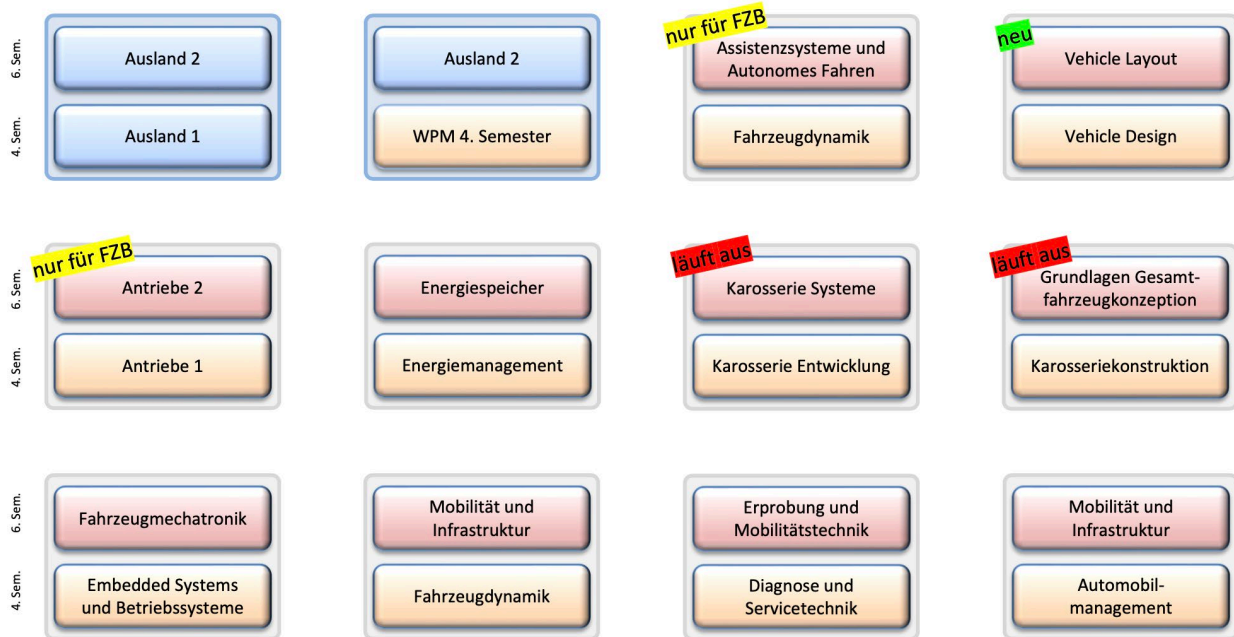 6. Sem.
Ausland 2
Ausland 2
nur für FZB
Assistenzsysteme und
Autonomes Fahren
neu
Vehicle Layout
4. Sem.
Ausland 1
WPM 4. Semester
Fahrzeugdynamik
Vehicle Design
6. Sem.
nur für FZB
Antriebe 2
Energiespeicher
läuft aus
Karosserie Systeme
läuft aus
Grundlagen Gesamt-
fahrzeugkonzeption
4. Sem.
Antriebe 1
Energiemanagement
Karosserie Entwicklung
Karosseriekonstruktion
6. Sem.
Fahrzeugmechatronik
Mobilität und
Infrastruktur
Erprobung und
Mobilitätstechnik
Mobilität und
Infrastruktur
4. Sem.
Embedded Systems
und Betriebssysteme
Fahrzeugdynamik
Diagnose und
Servicetechnik
Automobil-
management